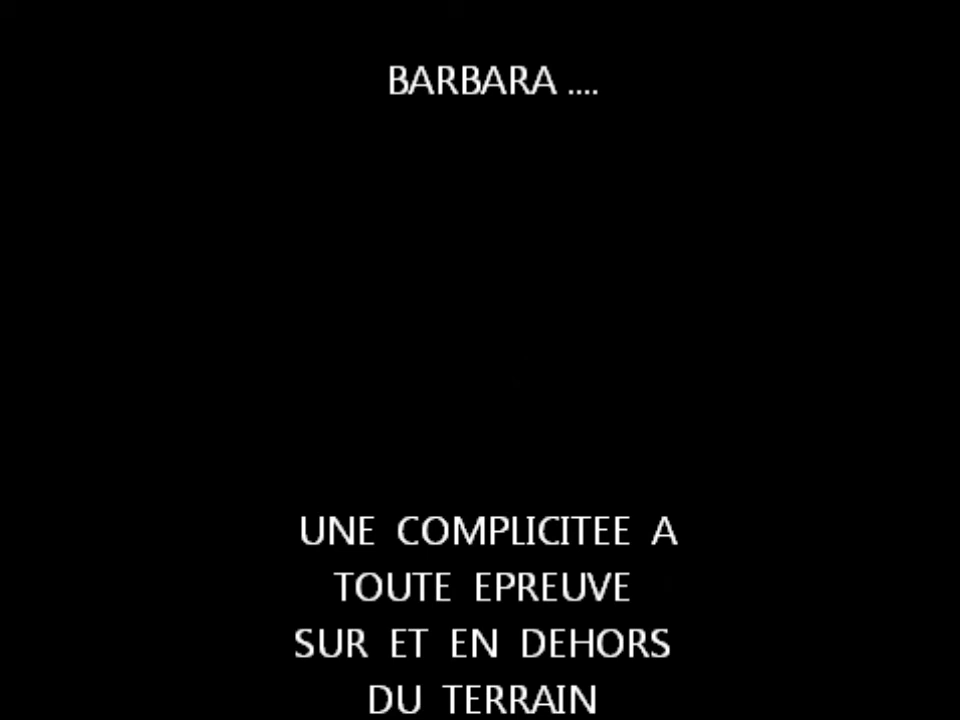 BARBARA ....
UNE COMPLICITEE A
TOUTE EPREUVE
SUR ET EN DEHORS
DU TERRAIN